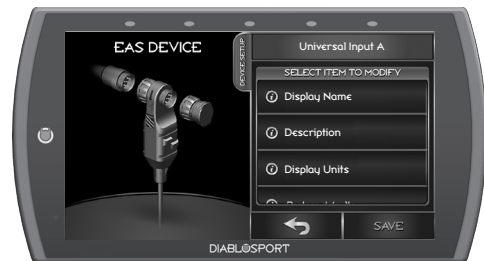 EAS DEVICE
DEVICE SETUP
Universal Input A
SELECT ITEM TO MODIFY
Display Name
Description
Display Units
SAVE
DIABLOSPORT